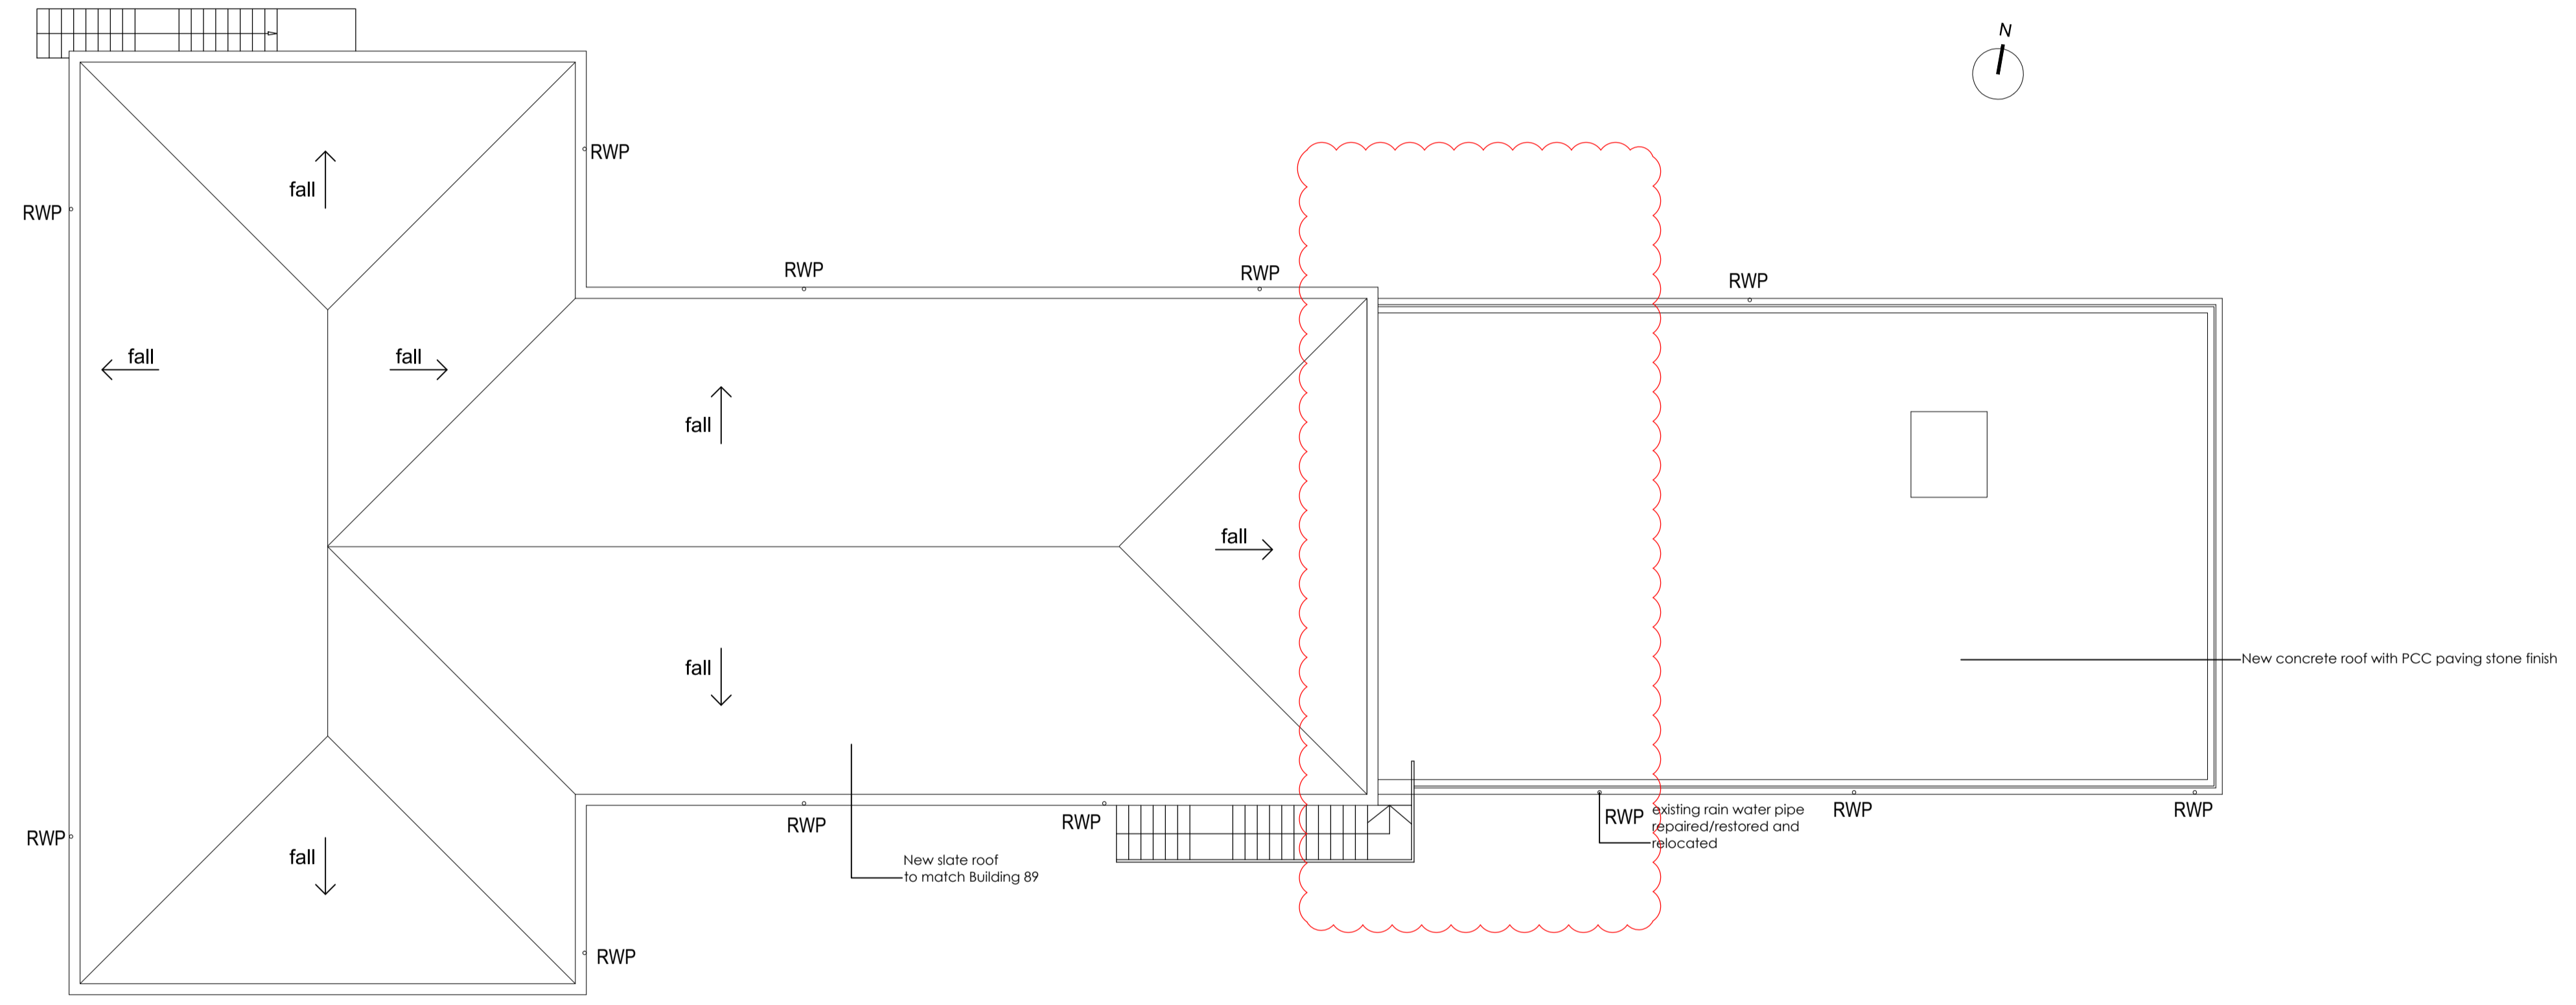 N
RWP
fall
RWP
RWP
RWP
RWP
fall
fall
fall
fall
fall
New concrete roof with PCC paving stone finish
RWP
existing rain water pipe
repaired/restored and
relocated
RWP
RWP
RWP
RWP
RWP
fall
New slate roof
to match Building 89
RWP